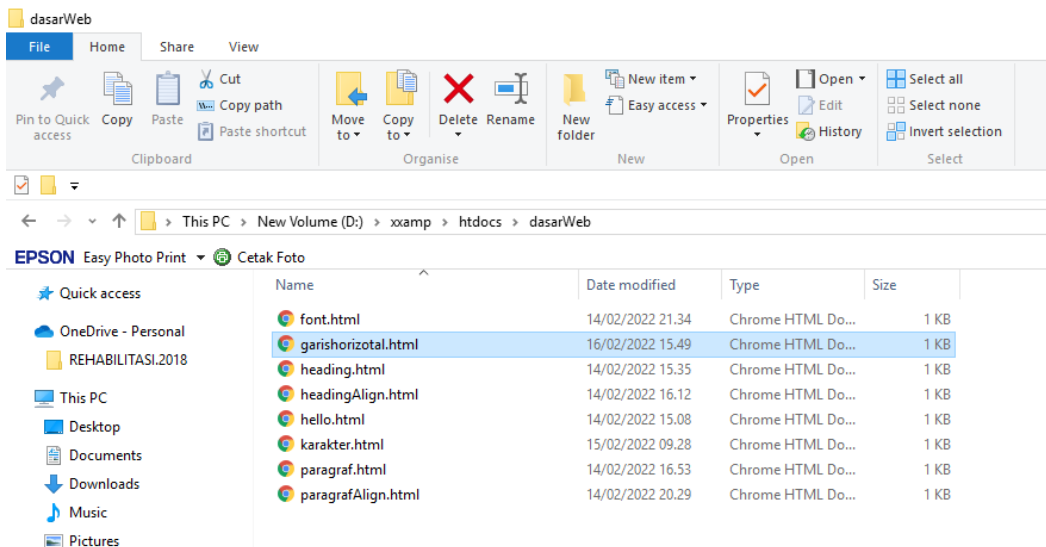 dasarWeb
File Home Share View
Pin to Quick access
Copy
Paste
Cut
Copy path
Paste shortcut
Clipboard
Move to
Copy to
Delete
Rename
Organise
New folder
New item
Easy access
New
Properties
Open
Edit
History
Open
Select all
Select none
Invert selection
Select
This PC > New Volume (D:) > xxamp > htdocs > dasarWeb
EPSON Easy Photo Print Cetak Foto
Quick access
OneDrive - Personal
REHABILITASI.2018
This PC
Desktop
Documents
Downloads
Music
Pictures
Name Date modified Type Size
font.html 14/02/2022 21.34 Chrome HTML Do... 1 KB
garishorizotal.html 16/02/2022 15.49 Chrome HTML Do... 1 KB
heading.html 14/02/2022 15.35 Chrome HTML Do... 1 KB
headingAlign.html 14/02/2022 16.12 Chrome HTML Do... 1 KB
hello.html 14/02/2022 15.08 Chrome HTML Do... 1 KB
karakter.html 15/02/2022 09.28 Chrome HTML Do... 1 KB
paragraf.html 14/02/2022 16.53 Chrome HTML Do... 1 KB
paragrafAlign.html 14/02/2022 20.29 Chrome HTML Do... 1 KB